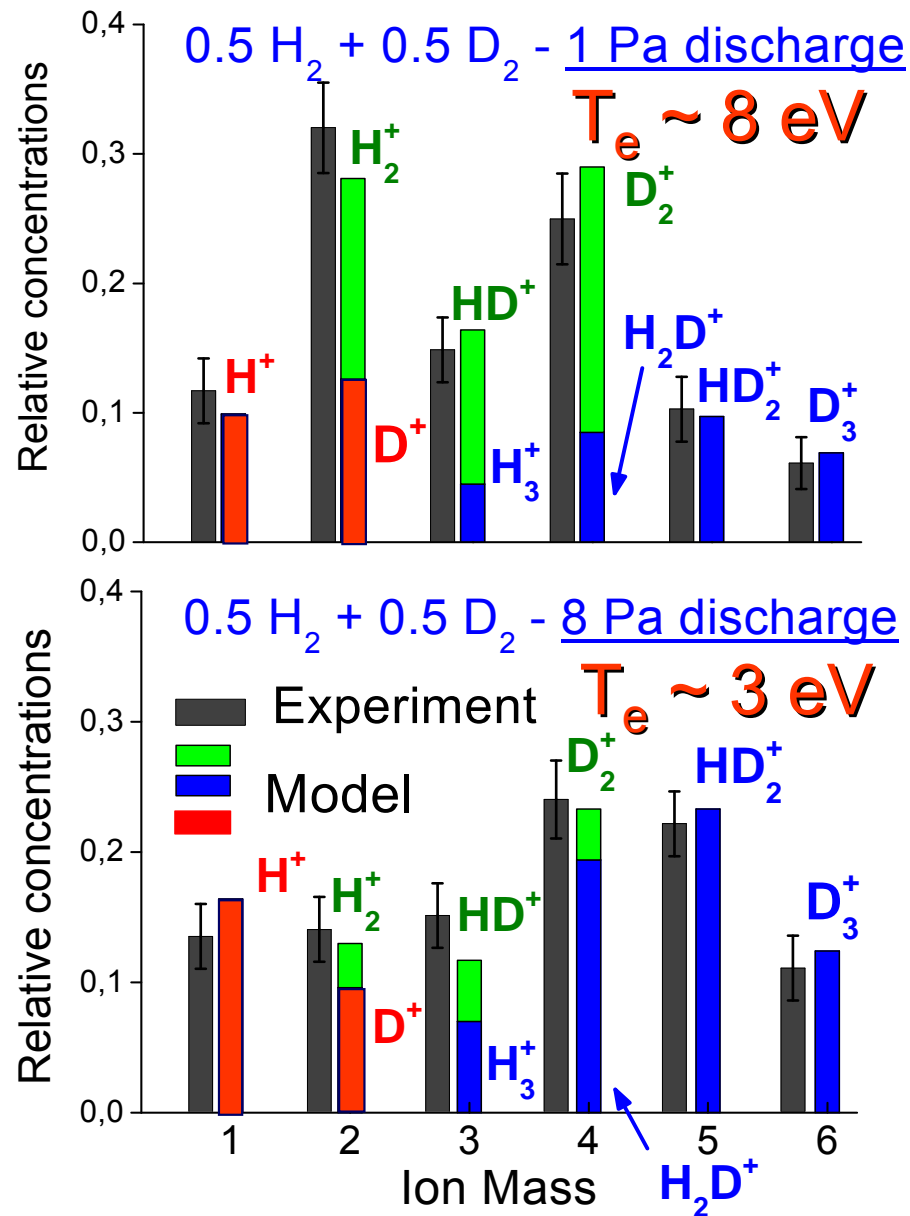 0.5 H₂ + 0.5 D₂ - 1 Pa discharge
Tₑ ~ 8 eV
Relative concentrations
0,4
0,3
0,2
0,1
0,0
H⁺
H₂⁺
D⁺
HD⁺
H₃⁺
D₂⁺
H₂D⁺
HD₂⁺
D₃⁺
0.5 H₂ + 0.5 D₂ - 8 Pa discharge
Tₑ ~ 3 eV
Experiment
Model
Relative concentrations
0,4
0,3
0,2
0,1
0,0
H⁺
H₂⁺
D⁺
HD⁺
H₃⁺
D₂⁺
HD₂⁺
D₃⁺
1 2 3 4 5 6
Ion Mass
H₂D⁺